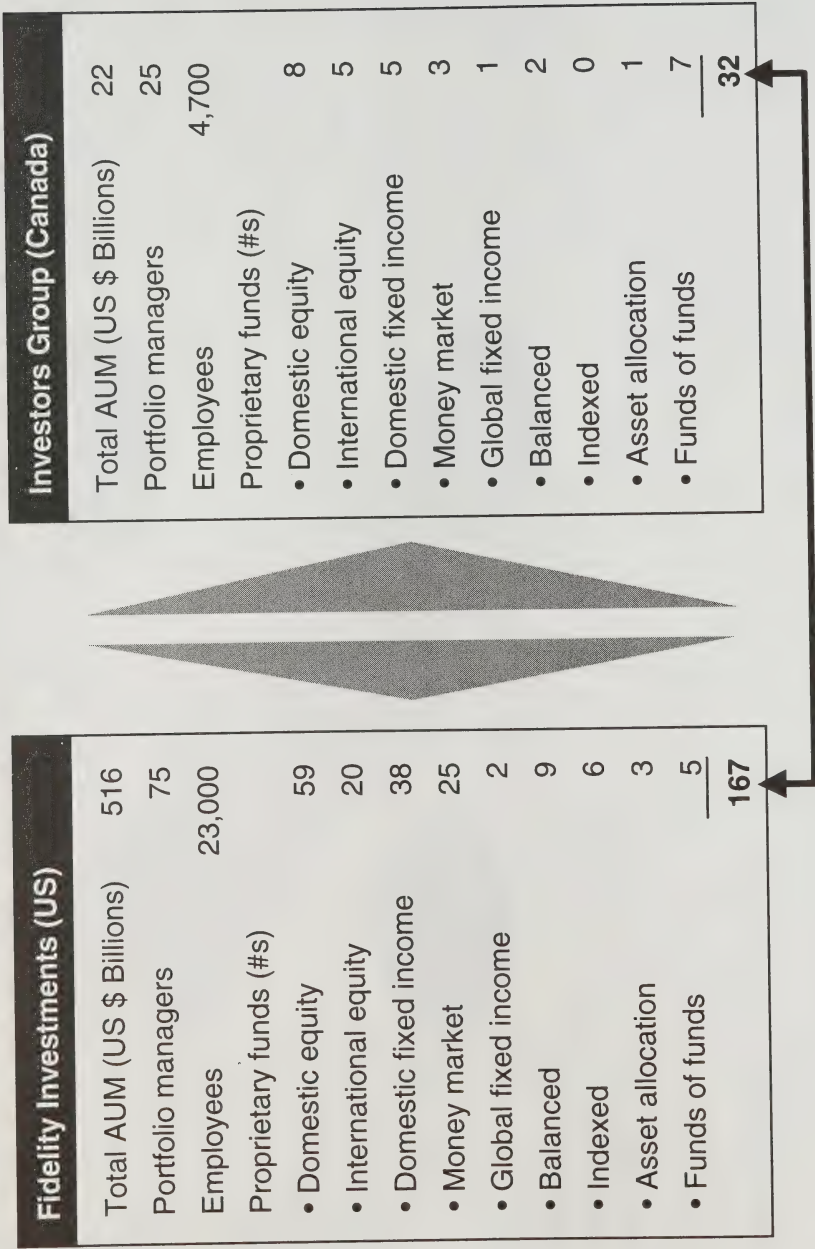 Fidelity Investments (US)
Total AUM (US $ Billions) 516
Portfolio managers 75
Employees 23,000
Proprietary funds (#s)
• Domestic equity 59
• International equity 20
• Domestic fixed income 38
• Money market 25
• Global fixed income 2
• Balanced 9
• Indexed 6
• Asset allocation 3
• Funds of funds 5
167
Investors Group (Canada)
Total AUM (US $ Billions) 22
Portfolio managers 25
Employees 4,700
Proprietary funds (#s)
• Domestic equity 8
• International equity 5
• Domestic fixed income 5
• Money market 3
• Global fixed income 1
• Balanced 2
• Indexed 0
• Asset allocation 1
• Funds of funds 7
32